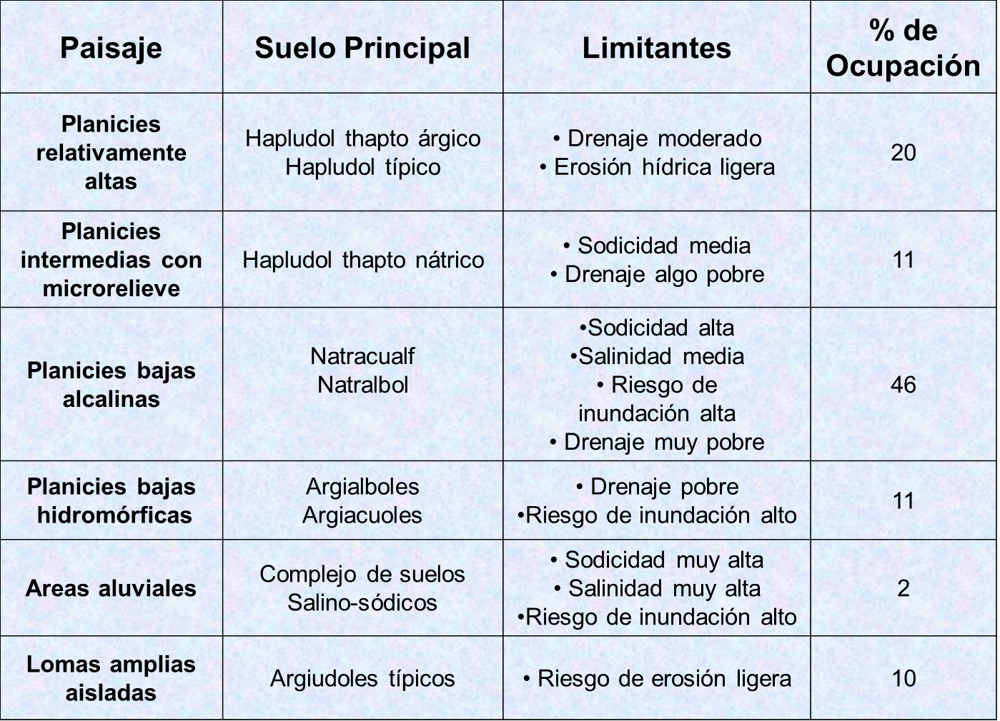 Paisaje
Suelo Principal
Limitantes
% de
Ocupación
Planicies
relativamente
altas
Hapludol thapto árgico
Hapludol típico
• Drenaje moderado
• Erosión hídrica ligera
20
Planicies
intermedias con
microrelieve
Hapludol thapto nátrico
• Sodicidad media
• Drenaje algo pobre
11
Planicies bajas
alcalinas
Natracualf
Natralbol
•Sodicidad alta
•Salinidad media
• Riesgo de
inundación alta
• Drenaje muy pobre
46
Planicies bajas
hidromórficas
Argialboles
Argiacuoles
• Drenaje pobre
•Riesgo de inundación alto
11
Areas aluviales
Complejo de suelos
Salino-sódicos
• Sodicidad muy alta
• Salinidad muy alta
•Riesgo de inundación alto
2
Lomas amplias
aisladas
Argiudoles típicos
• Riesgo de erosión ligera
10